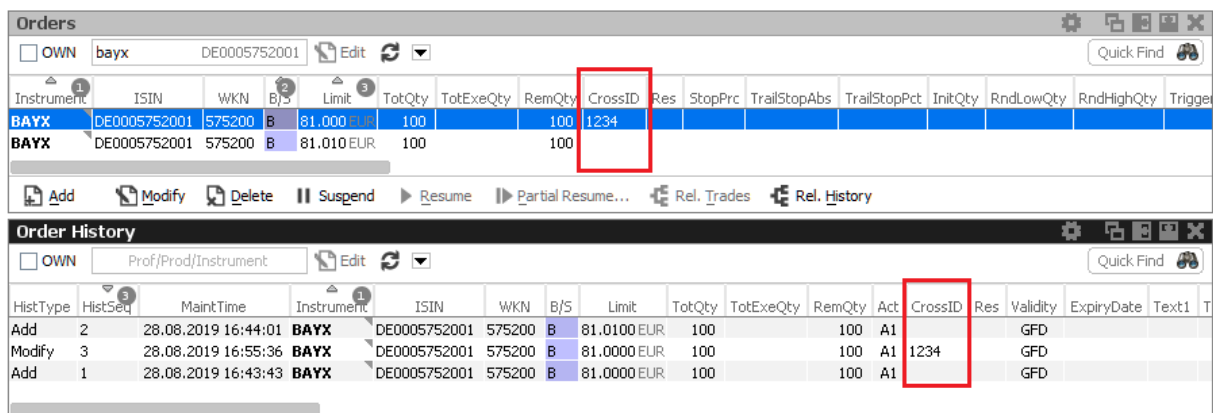 Orders
OWN bayx DE0005752001 Edit Quick Find
Instrument 1 ISIN WKN B/S 2 Limit 3 TotQty TotExeQty RemQty CrossID Res StopPrc TrailStopAbs TrailStopPct InitQty RndLowQty RndHighQty Trigger
BAYX DE0005752001 575200 B 81.000 EUR 100 100 1234
BAYX DE0005752001 575200 B 81.010 EUR 100 100
Add Modify Delete Suspend Resume Partial Resume... Rel. Trades Rel. History
Order History
OWN Prof/Prod/Instrument Edit Quick Find
HistType HistSeq 3 MaintTime Instrument 1 ISIN WKN B/S Limit TotQty TotExeQty RemQty Act CrossID Res Validity ExpiryDate Text1 T
Add 2 28.08.2019 16:44:01 BAYX DE0005752001 575200 B 81.0100 EUR 100 100 A1 GFD
Modify 3 28.08.2019 16:55:36 BAYX DE0005752001 575200 B 81.0000 EUR 100 100 A1 1234 GFD
Add 1 28.08.2019 16:43:43 BAYX DE0005752001 575200 B 81.0000 EUR 100 100 A1 GFD